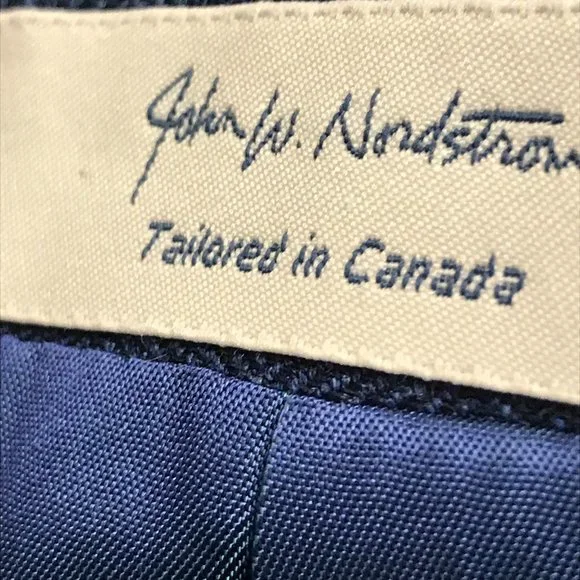 John W. Nordstrom
Tailored in Canada